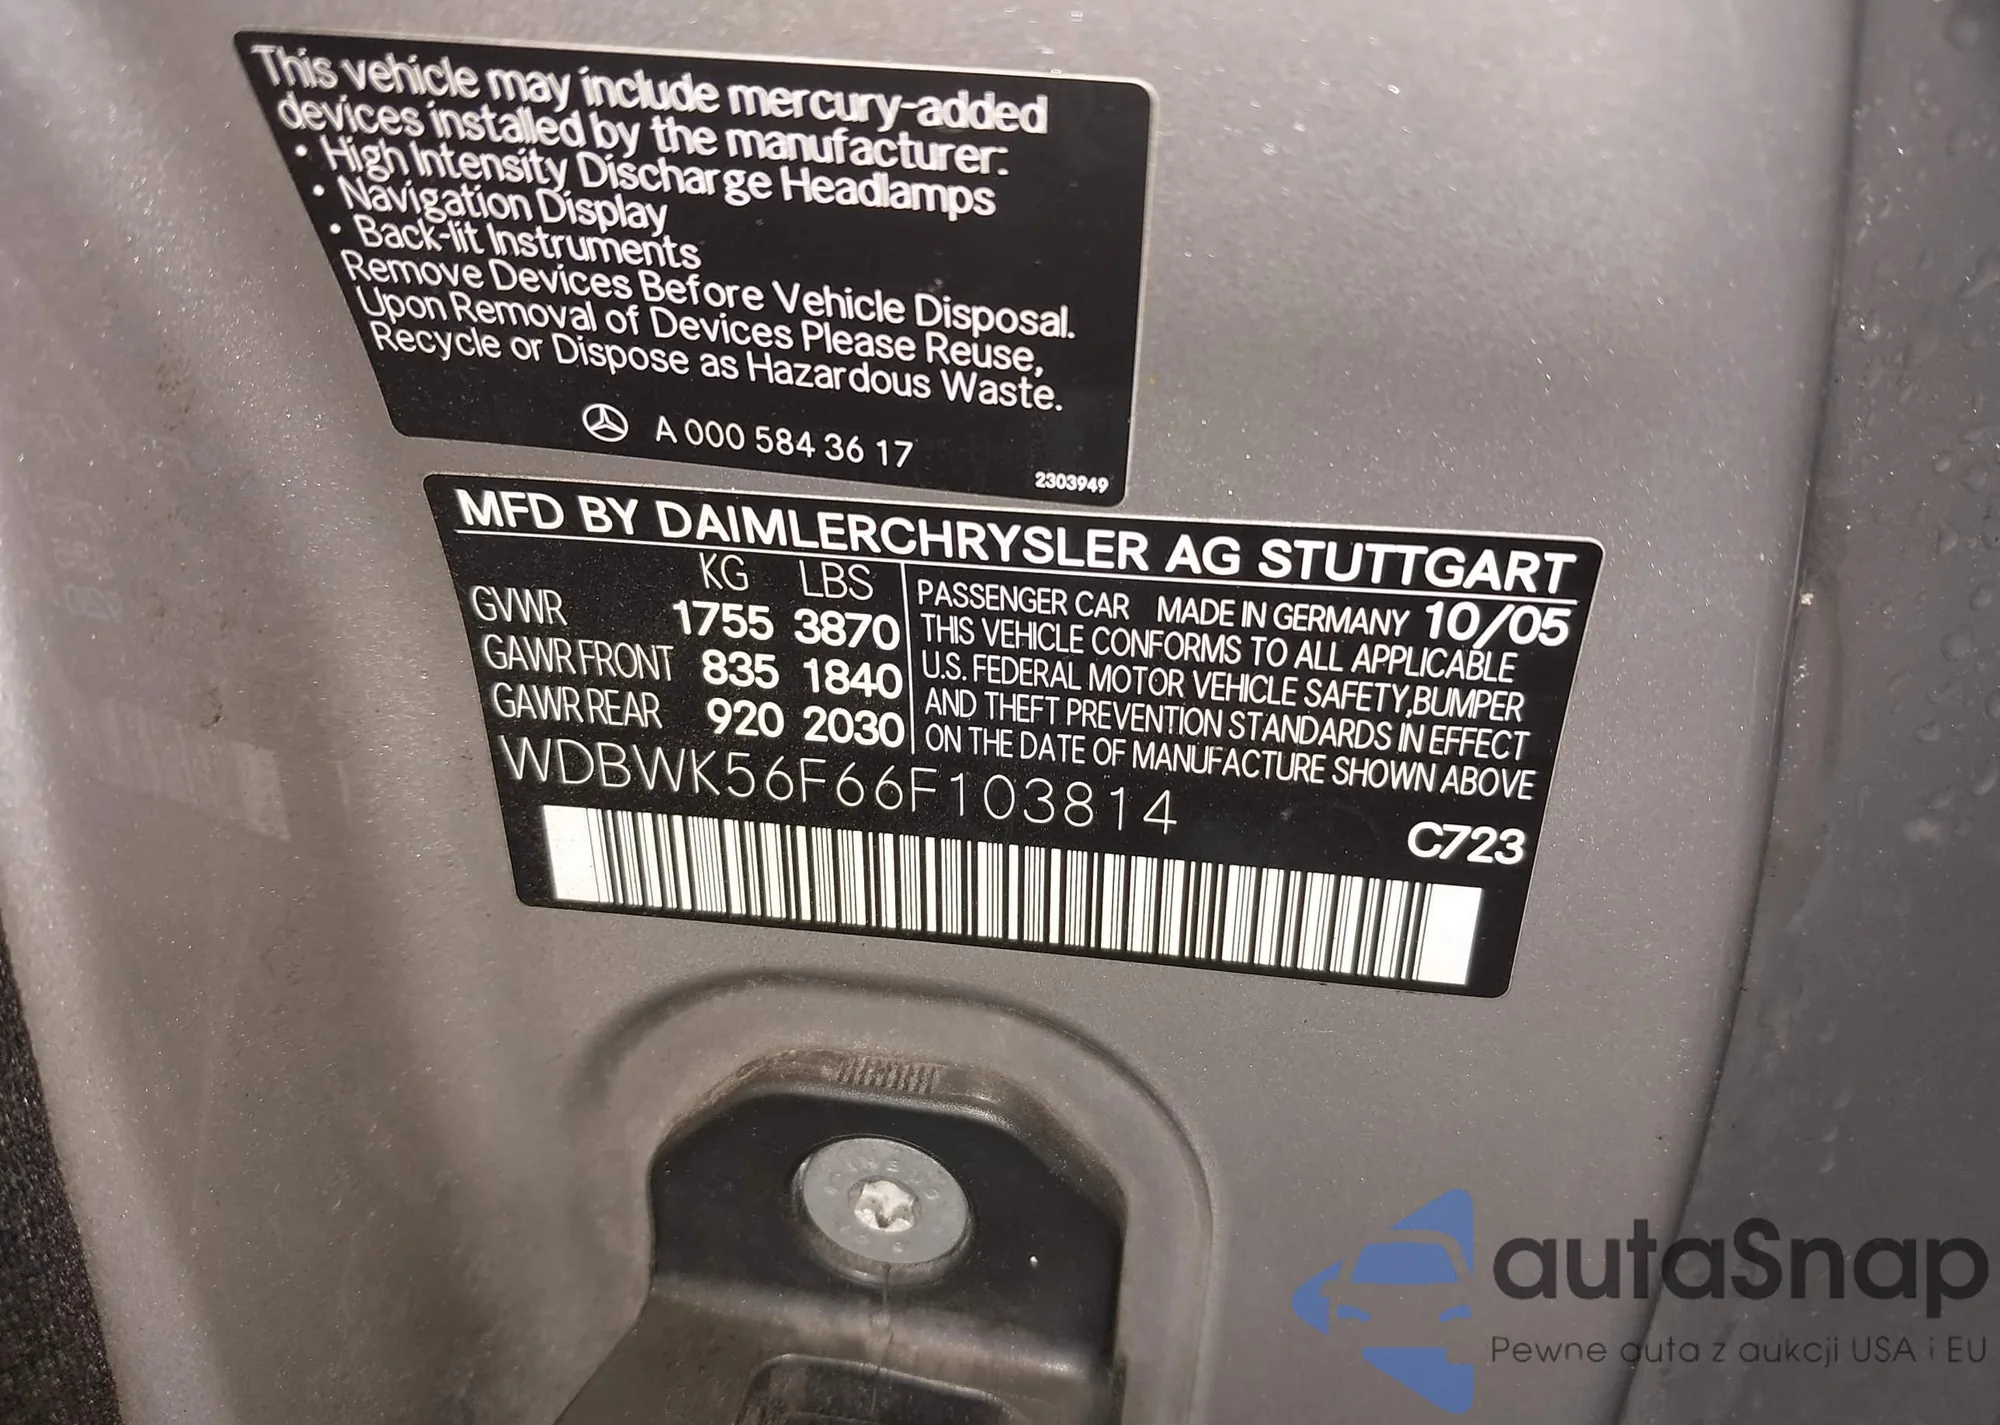 This vehicle may include mercury-added
devices installed by the manufacturer:
• High Intensity Discharge Headlamps
• Navigation Display
• Back-lit Instruments
Remove Devices Before Vehicle Disposal.
Upon Removal of Devices Please Reuse,
Recycle or Dispose as Hazardous Waste.
A 000 584 36 17
2303949
MFD BY DAIMLERCHRYSLER AG STUTTGART
KG LBS
GVWR 1755 3870
GAWR FRONT 835 1840
GAWR REAR 920 2030
PASSENGER CAR MADE IN GERMANY 10/05
THIS VEHICLE CONFORMS TO ALL APPLICABLE
U.S. FEDERAL MOTOR VEHICLE SAFETY,BUMPER
AND THEFT PREVENTION STANDARDS IN EFFECT
ON THE DATE OF MANUFACTURE SHOWN ABOVE
WDBWK56F66F103814
C723
autaSnap
Pewne auta z aukcji USA i EU